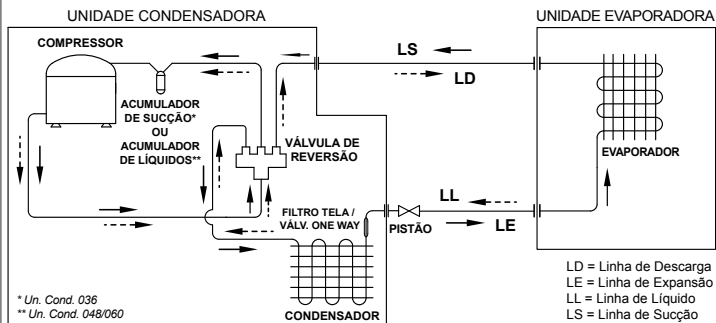 UNIDADE CONDENSADORA
UNIDADE EVAPORADORA
COMPRESSOR
LS
LD
ACUMULADOR
DE SUCÇÃO*
OU
ACUMULADOR
DE LÍQUIDOS**
VÁLVULA DE
REVERSÃO
EVAPORADOR
FILTRO TELA /
VÁLV. ONE WAY
PISTÃO
LL
LE
CONDENSADOR
* Un. Cond. 036
** Un. Cond. 048/060
LD = Linha de Descarga
LE = Linha de Expansão
LL = Linha de Líquido
LS = Linha de Sucção